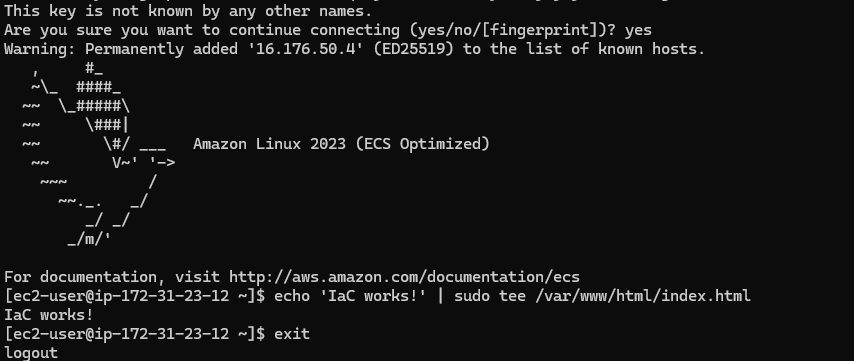 This key is not known by any other names.
Are you sure you want to continue connecting (yes/no/[fingerprint])? yes
Warning: Permanently added '16.176.50.4' (ED25519) to the list of known hosts.
   ,     #_
   ~\_  ####_
  ~~  \_#####\
  ~~     \###|
  ~~       \#/ ___   Amazon Linux 2023 (ECS Optimized)
   ~~       V~' '->
    ~~~         /
      ~~._.   _/
         _/ _/
       _/m/'
For documentation, visit http://aws.amazon.com/documentation/ecs
[ec2-user@ip-172-31-23-12 ~]$ echo 'IaC works!' | sudo tee /var/www/html/index.html
IaC works!
[ec2-user@ip-172-31-23-12 ~]$ exit
logout